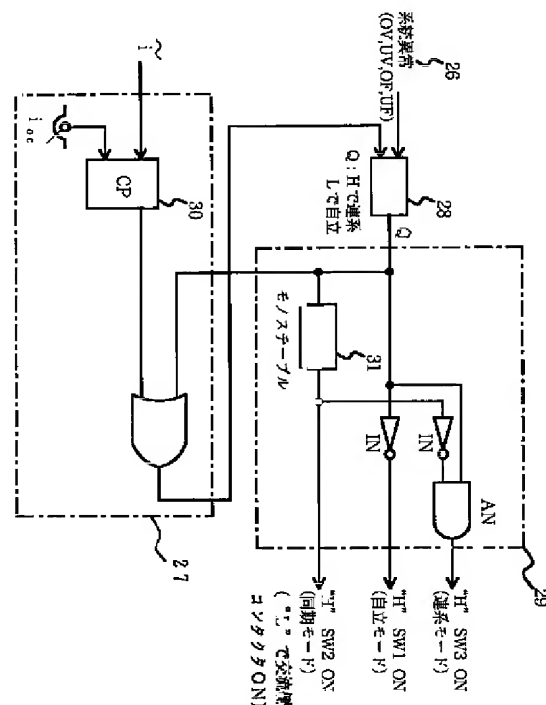 26
系統異常
(OV,UV,OF,UF)
28
Q:Hで連系
Lで自立
Q
29
モノステーブル
31
IN
IN
AN
"H" SW3 ON
(連系モード)
"H" SW1 ON
(自立モード)
"H" SW2 ON
(同期モード)
("L"で交流側
コンタクタON)
i
i oc
CP
30
27